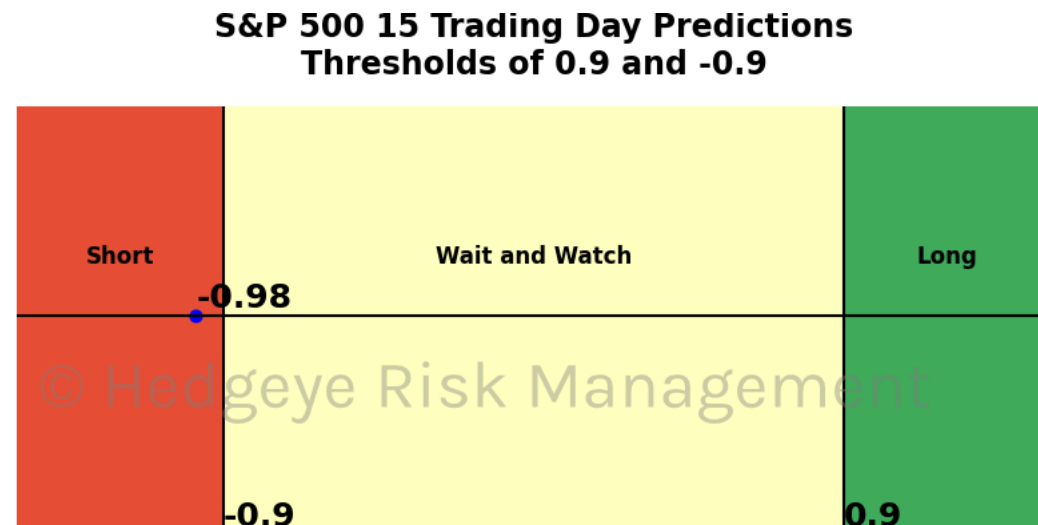 S&P 500 15 Trading Day Predictions
Thresholds of 0.9 and -0.9
Short
Wait and Watch
Long
-0.98
© Hedgeye Risk Management
-0.9
0.9